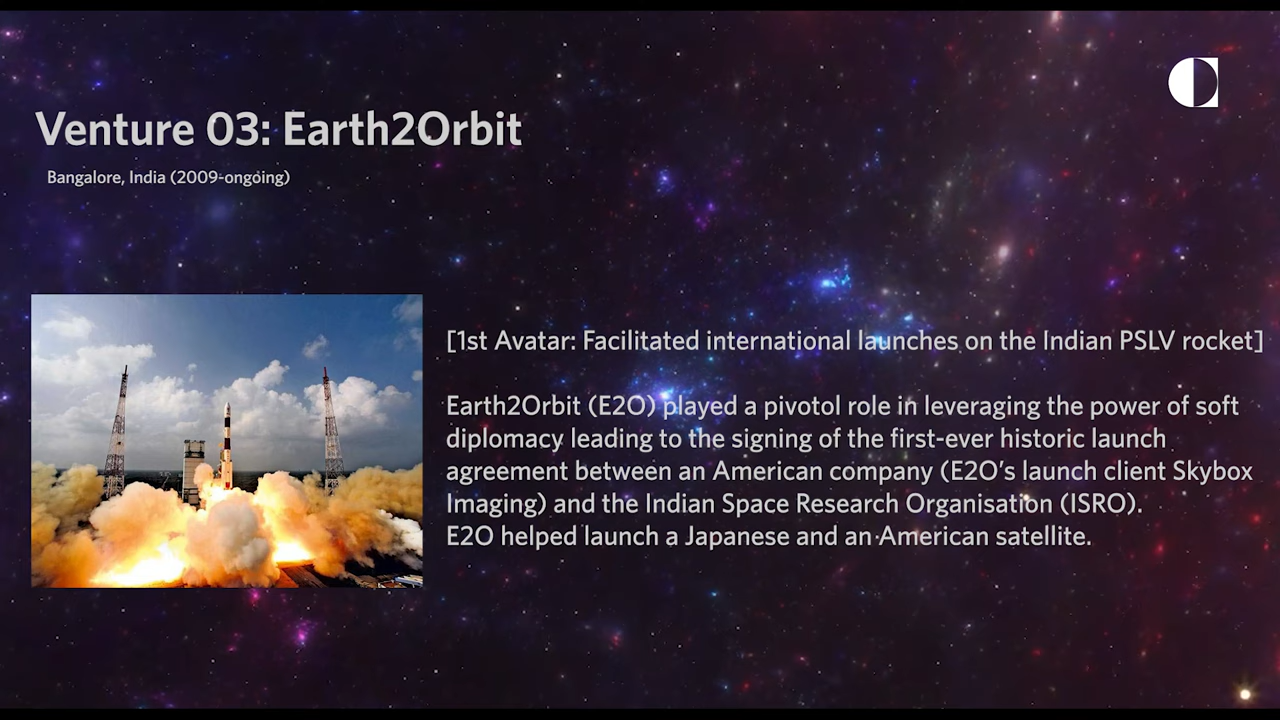 Venture 03: Earth2Orbit
Bangalore, India (2009-ongoing)
[1st Avatar: Facilitated international launches on the Indian PSLV rocket]
Earth2Orbit (E2O) played a pivotol role in leveraging the power of soft
diplomacy leading to the signing of the first-ever historic launch
agreement between an American company (E2O's launch client Skybox
Imaging) and the Indian Space Research Organisation (ISRO).
E2O helped launch a Japanese and an American satellite.